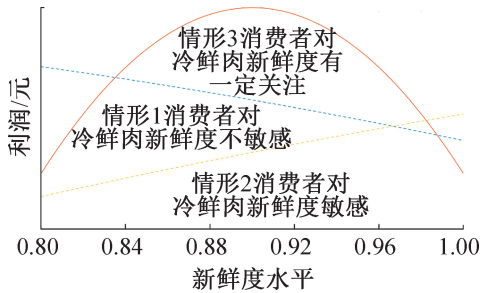 情形3消费者对
冷鲜肉新鲜度有
一定关注
情形1消费者对
冷鲜肉新鲜度不敏感
情形2消费者对
冷鲜肉新鲜度敏感
利润/元
0.80 0.84 0.88 0.92 0.96 1.00
新鲜度水平